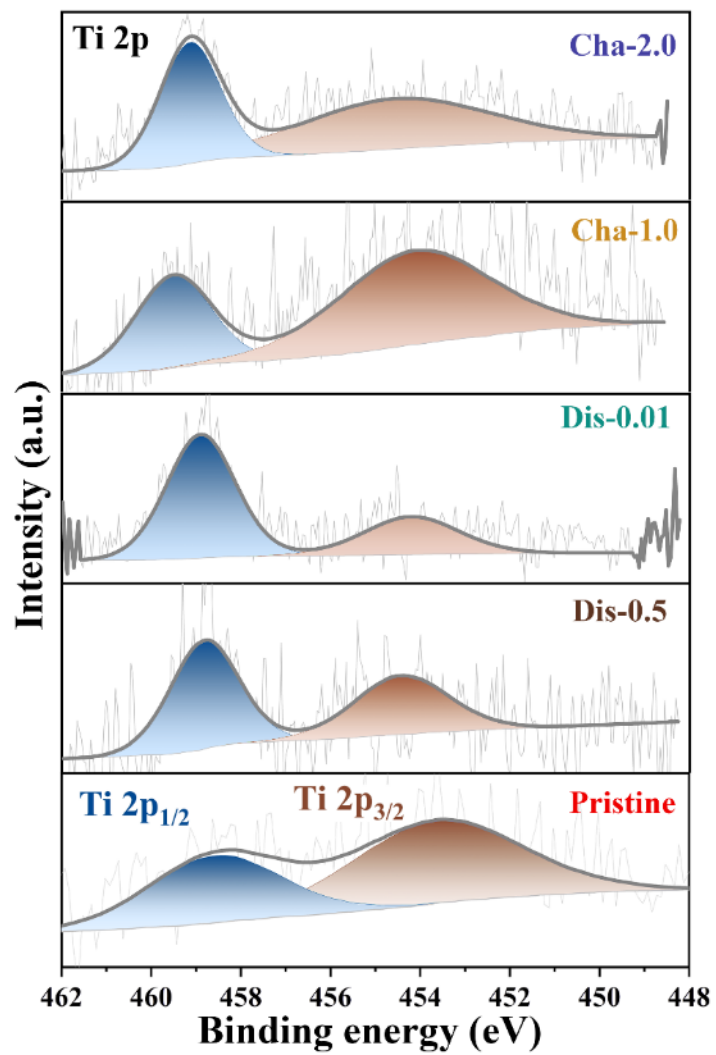 Ti 2p
Cha-2.0
Cha-1.0
Dis-0.01
Dis-0.5
Ti 2p1/2
Ti 2p3/2
Pristine
Intensity (a.u.)
462 460 458 456 454 452 450 448
Binding energy (eV)